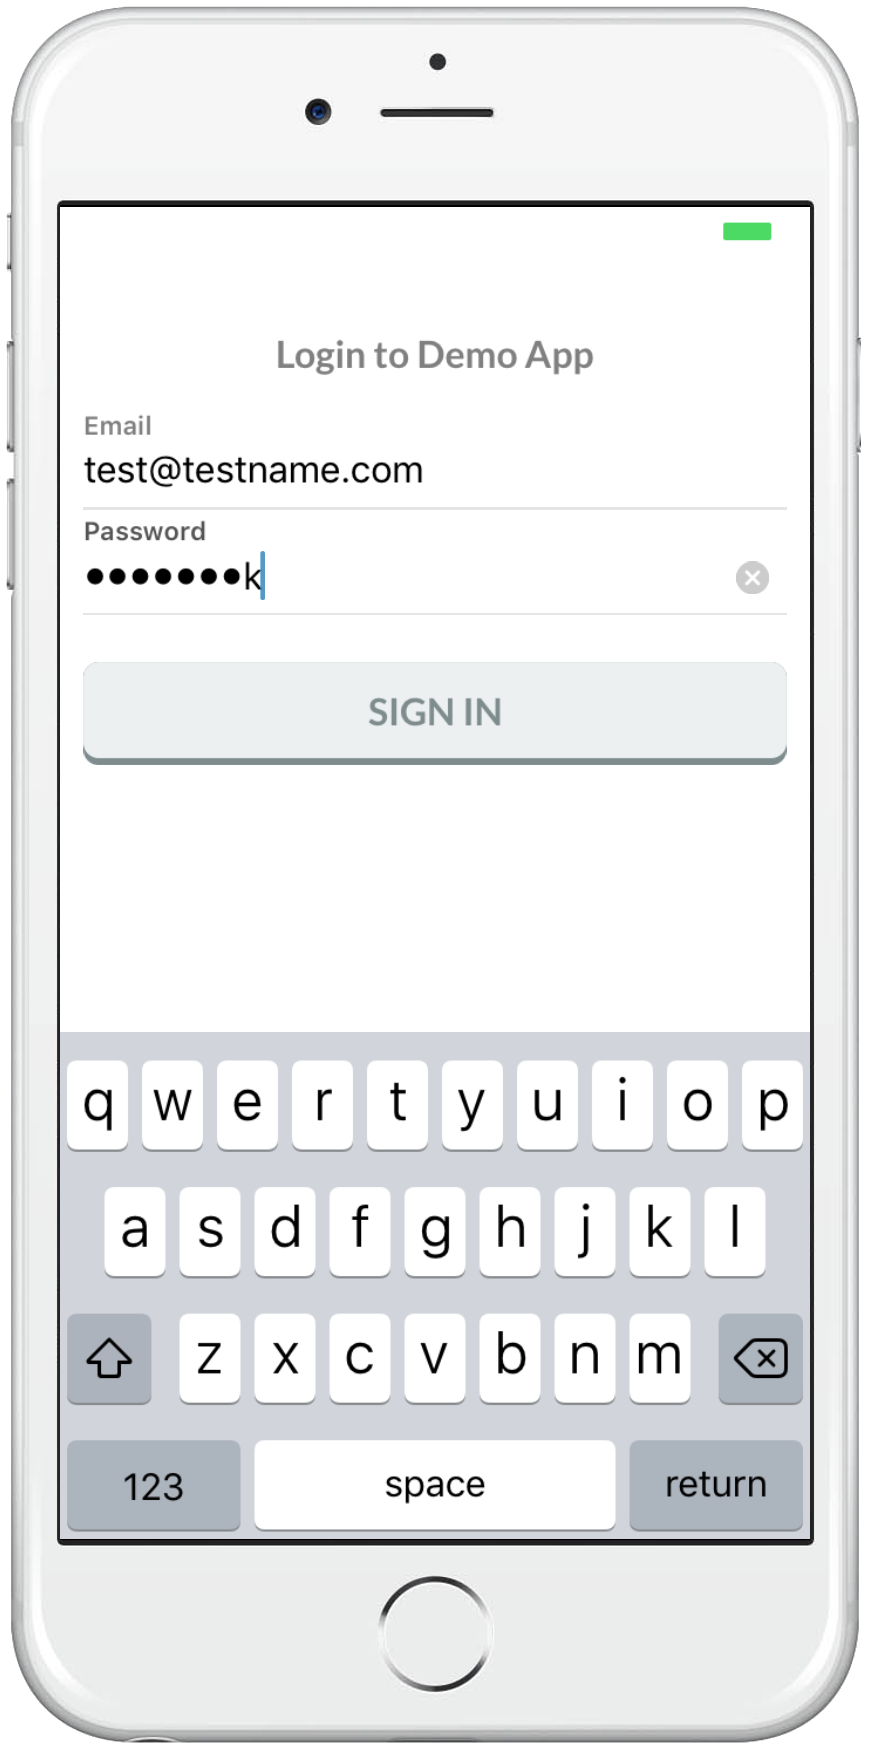 Login to Demo App
Email
test@testname.com
Password
•••••••k
SIGN IN
q w e r t y u i o p
a s d f g h j k l
z x c v b n m
123 space return